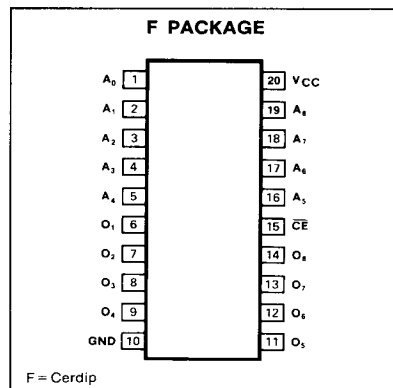 F PACKAGE
A₀ 1 20 VCC
A₁ 2 19 A₈
A₂ 3 18 A₇
A₃ 4 17 A₆
A₄ 5 16 A₅
O₁ 6 15 C̅E̅
O₂ 7 14 O₈
O₃ 8 13 O₇
O₄ 9 12 O₆
GND 10 11 O₅
F = Cerdip